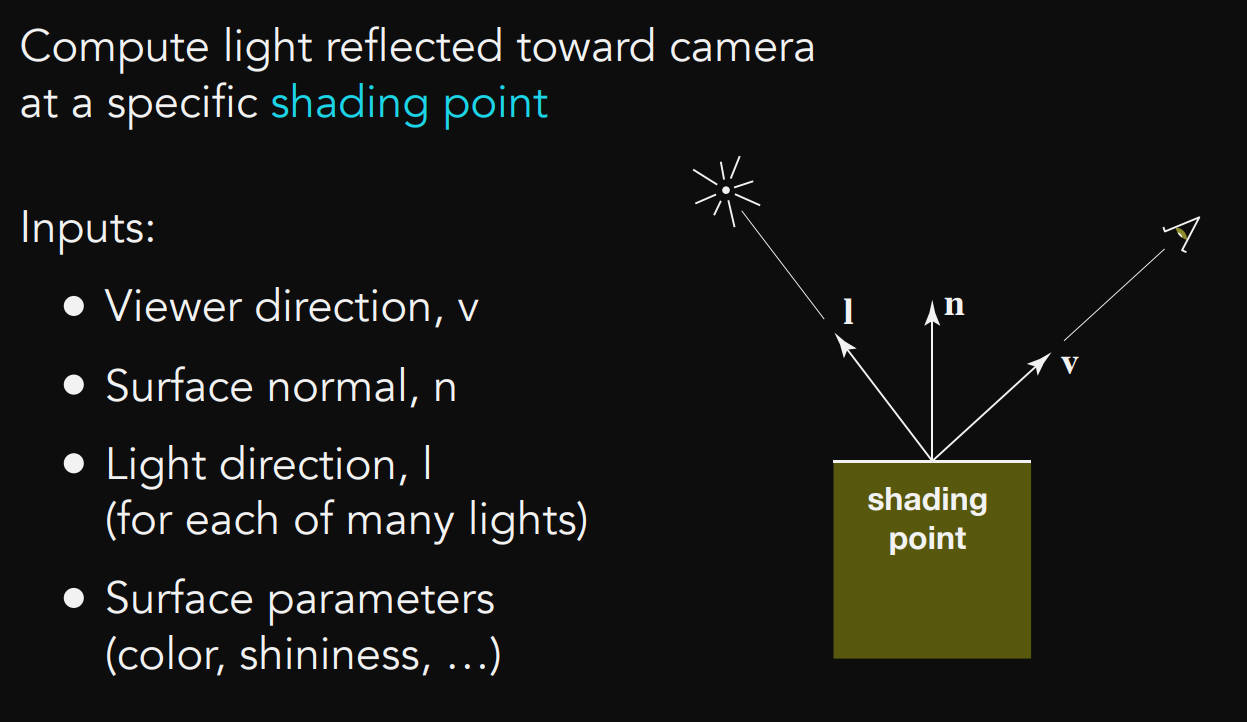 Compute light reflected toward camera
at a specific shading point
Inputs:
● Viewer direction, v
● Surface normal, n
● Light direction, l
(for each of many lights)
● Surface parameters
(color, shininess, …)
l
n
v
shading
point